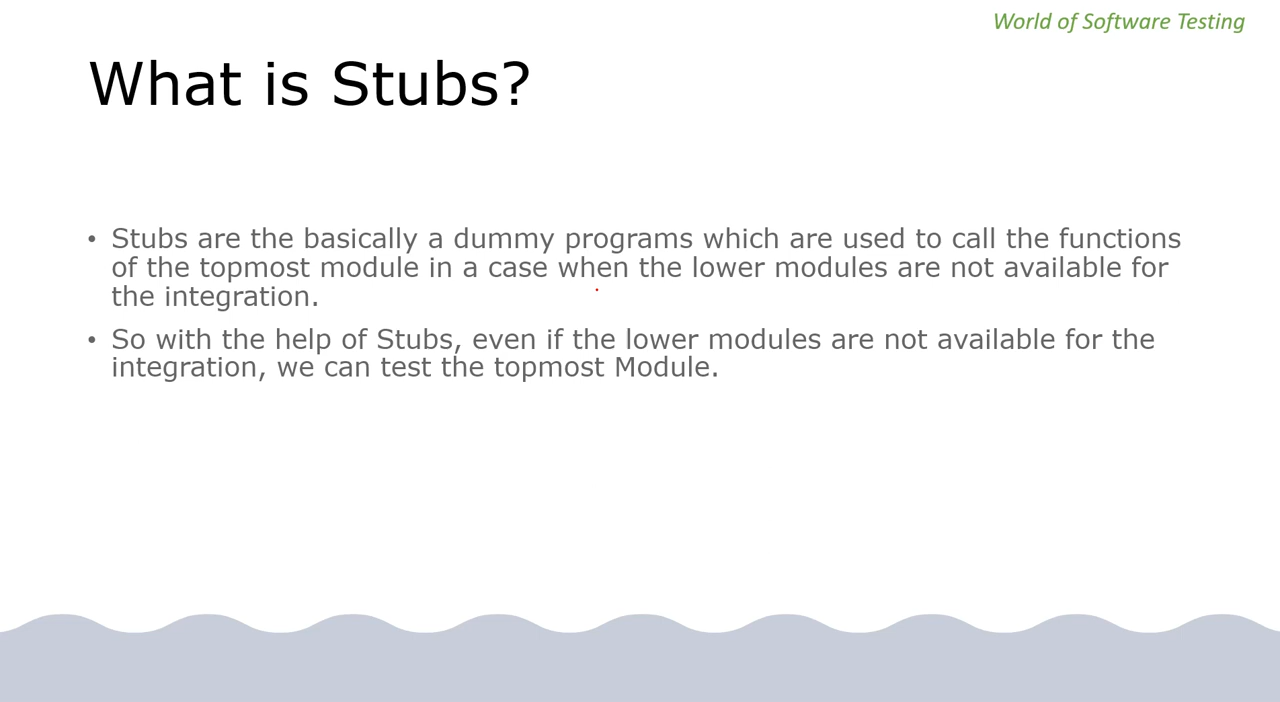 World of Software Testing
What is Stubs?
• Stubs are the basically a dummy programs which are used to call the functions
of the topmost module in a case when the lower modules are not available for
the integration.
• So with the help of Stubs, even if the lower modules are not available for the
integration, we can test the topmost Module.